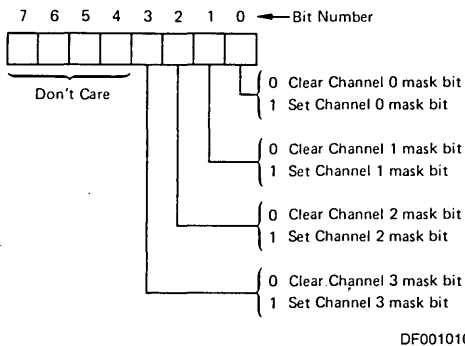 7 6 5 4 3 2 1 0 Bit Number
Don't Care
0 Clear Channel 0 mask bit
1 Set Channel 0 mask bit
0 Clear Channel 1 mask bit
1 Set Channel 1 mask bit
0 Clear Channel 2 mask bit
1 Set Channel 2 mask bit
0 Clear Channel 3 mask bit
1 Set Channel 3 mask bit